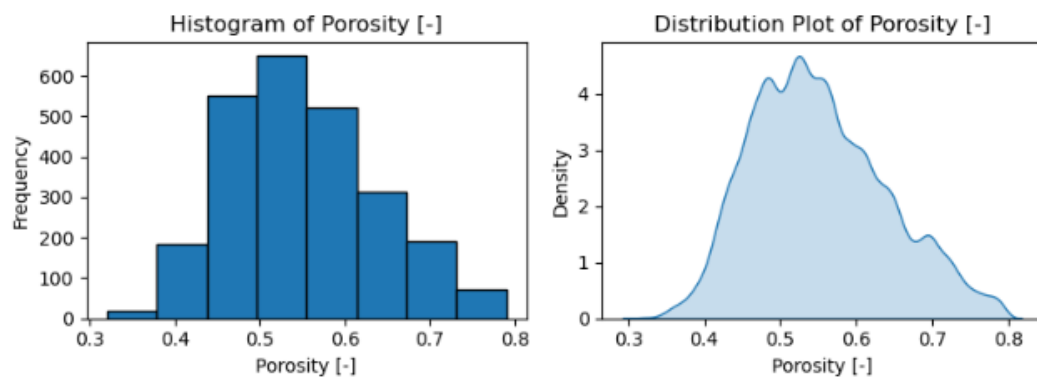 Histogram of Porosity [-]
600
500
400
300
200
100
0
Frequency
0.3 0.4 0.5 0.6 0.7 0.8
Porosity [-]
Distribution Plot of Porosity [-]
4
3
2
1
0
Density
0.3 0.4 0.5 0.6 0.7 0.8
Porosity [-]